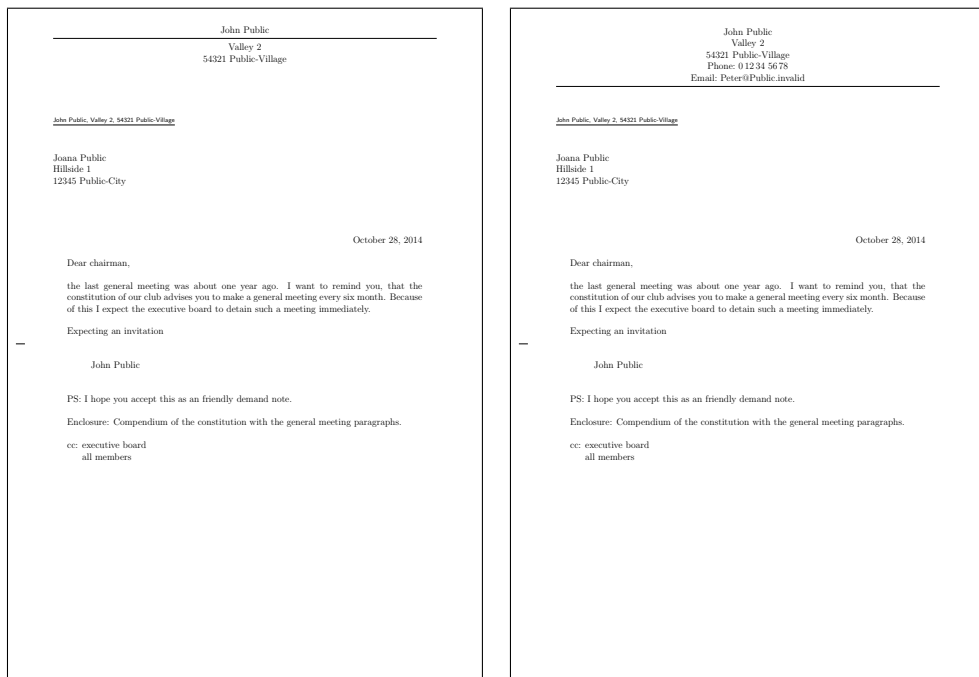 John Public
Valley 2
54321 Public-Village
John Public, Valley 2, 54321 Public-Village
Joana Public
Hillside 1
12345 Public-City
October 28, 2014
Dear chairman,
the last general meeting was about one year ago. I want to remind you, that the
constitution of our club advises you to make a general meeting every six month. Because
of this I expect the executive board to detain such a meeting immediately.
Expecting an invitation
John Public
PS: I hope you accept this as an friendly demand note.
Enclosure: Compendium of the constitution with the general meeting paragraphs.
cc: executive board
all members
John Public
Valley 2
54321 Public-Village
Phone: 0 12 34 56 78
Email: Peter@Public.invalid
John Public, Valley 2, 54321 Public-Village
Joana Public
Hillside 1
12345 Public-City
October 28, 2014
Dear chairman,
the last general meeting was about one year ago. I want to remind you, that the
constitution of our club advises you to make a general meeting every six month. Because
of this I expect the executive board to detain such a meeting immediately.
Expecting an invitation
John Public
PS: I hope you accept this as an friendly demand note.
Enclosure: Compendium of the constitution with the general meeting paragraphs.
cc: executive board
all members